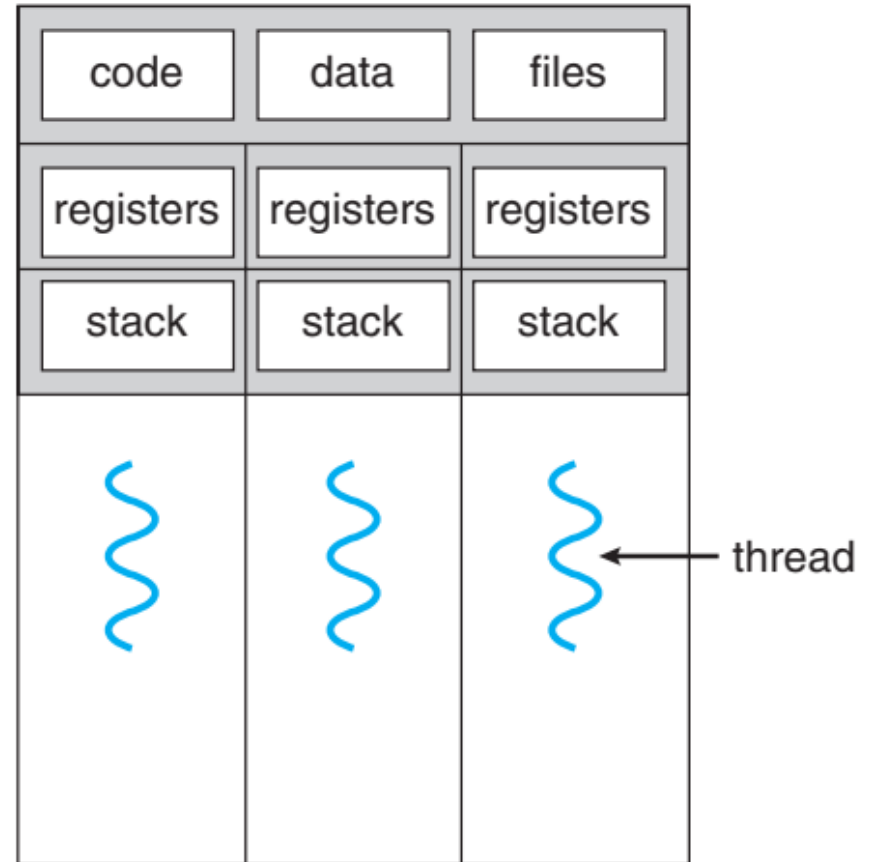 code data files
registers registers registers
stack stack stack
thread